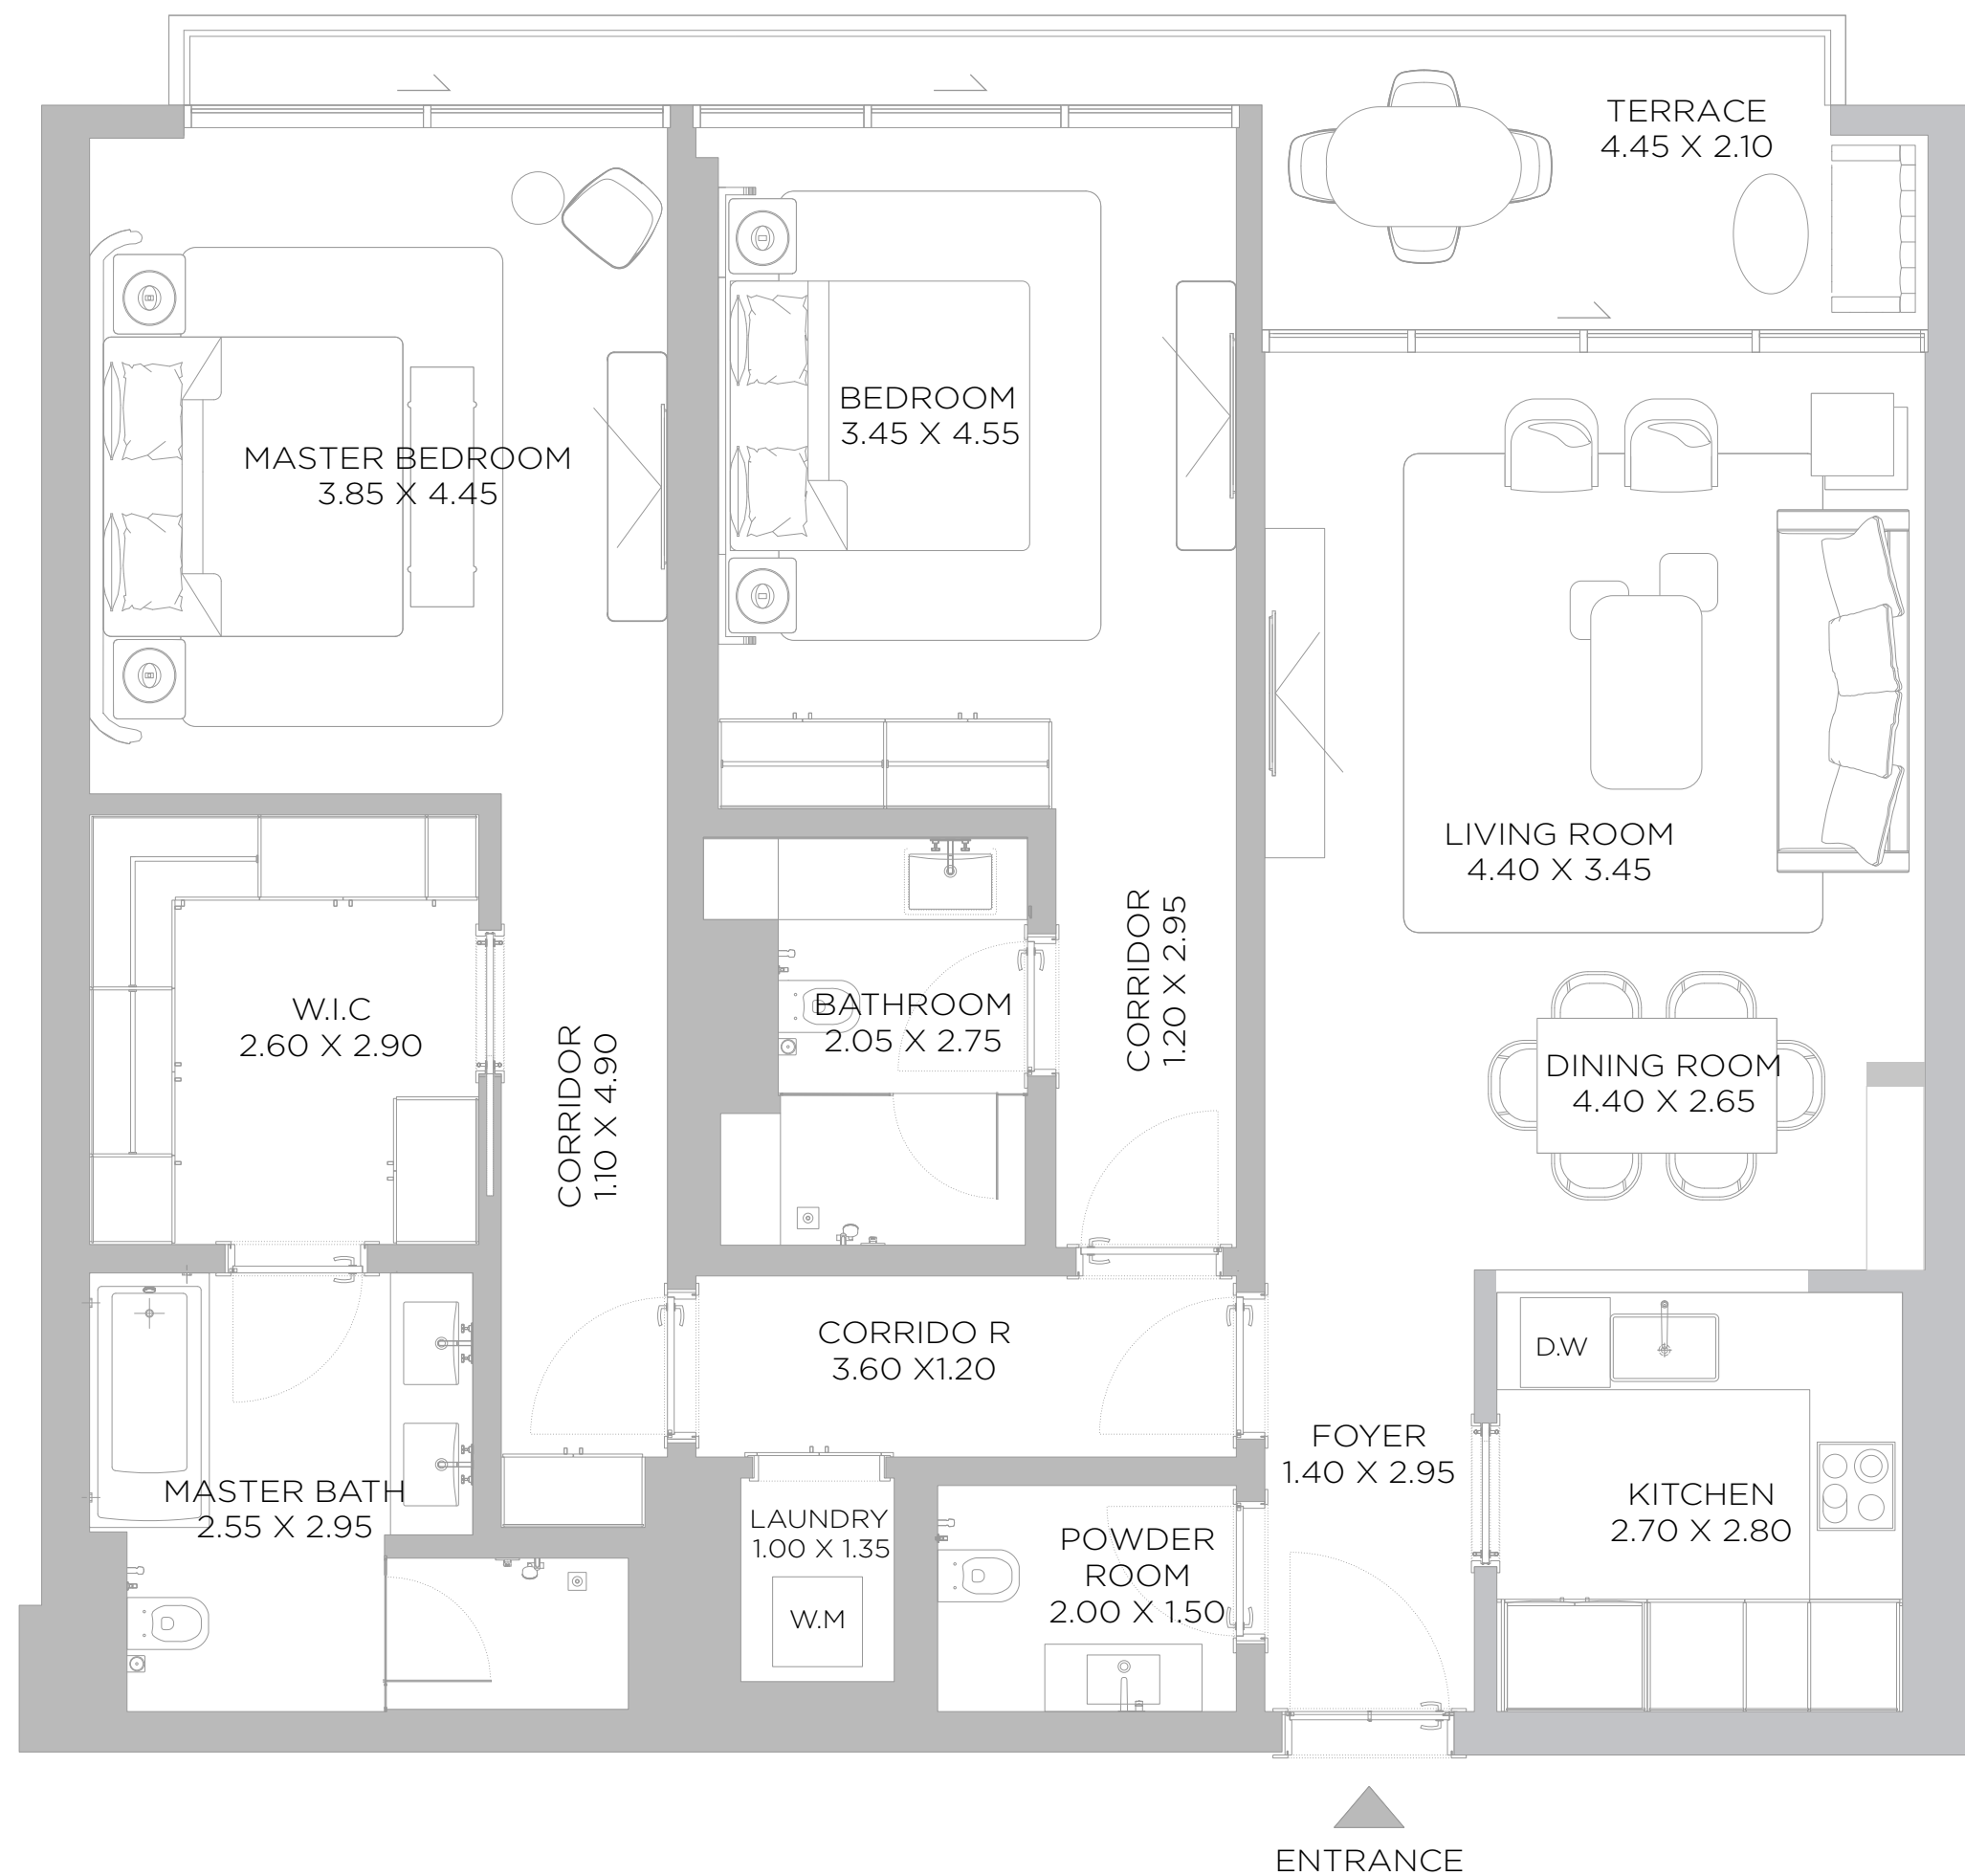 TERRACE
4.45 X 2.10
BEDROOM
3.45 X 4.55
MASTER BEDROOM
3.85 X 4.45
LIVING ROOM
4.40 X 3.45
W.I.C
2.60 X 2.90
CORRIDOR
1.10 X 4.90
BATHROOM
2.05 X 2.75
CORRIDOR
1.20 X 2.95
DINING ROOM
4.40 X 2.65
CORRIDO R
3.60 X1.20
D.W
FOYER
1.40 X 2.95
KITCHEN
2.70 X 2.80
MASTER BATH
2.55 X 2.95
LAUNDRY
1.00 X 1.35
W.M
POWDER
ROOM
2.00 X 1.50
ENTRANCE